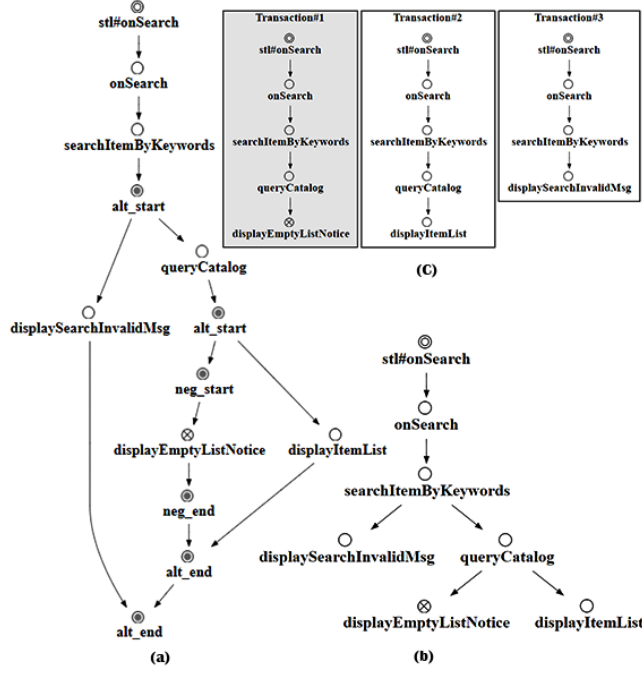 stl#onSearch
onSearch
searchItemByKeywords
alt_start
queryCatalog
displaySearchInvalidMsg
alt_start
neg_start
displayEmptyListNotice
displayItemList
neg_end
alt_end
alt_end
(a)
Transaction#1
stl#onSearch
onSearch
searchItemByKeywords
queryCatalog
displayEmptyListNotice
Transaction#2
stl#onSearch
onSearch
searchItemByKeywords
queryCatalog
displayItemList
Transaction#3
stl#onSearch
onSearch
searchItemByKeywords
displaySearchInvalidMsg
(C)
stl#onSearch
onSearch
searchItemByKeywords
displaySearchInvalidMsg
queryCatalog
displayEmptyListNotice
displayItemList
(b)